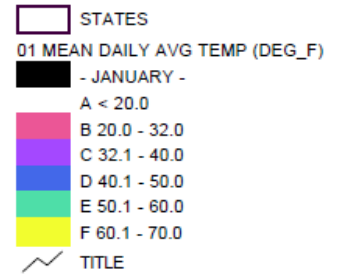 STATES
01 MEAN DAILY AVG TEMP (DEG_F)
- JANUARY -
A < 20.0
B 20.0 - 32.0
C 32.1 - 40.0
D 40.1 - 50.0
E 50.1 - 60.0
F 60.1 - 70.0
TITLE